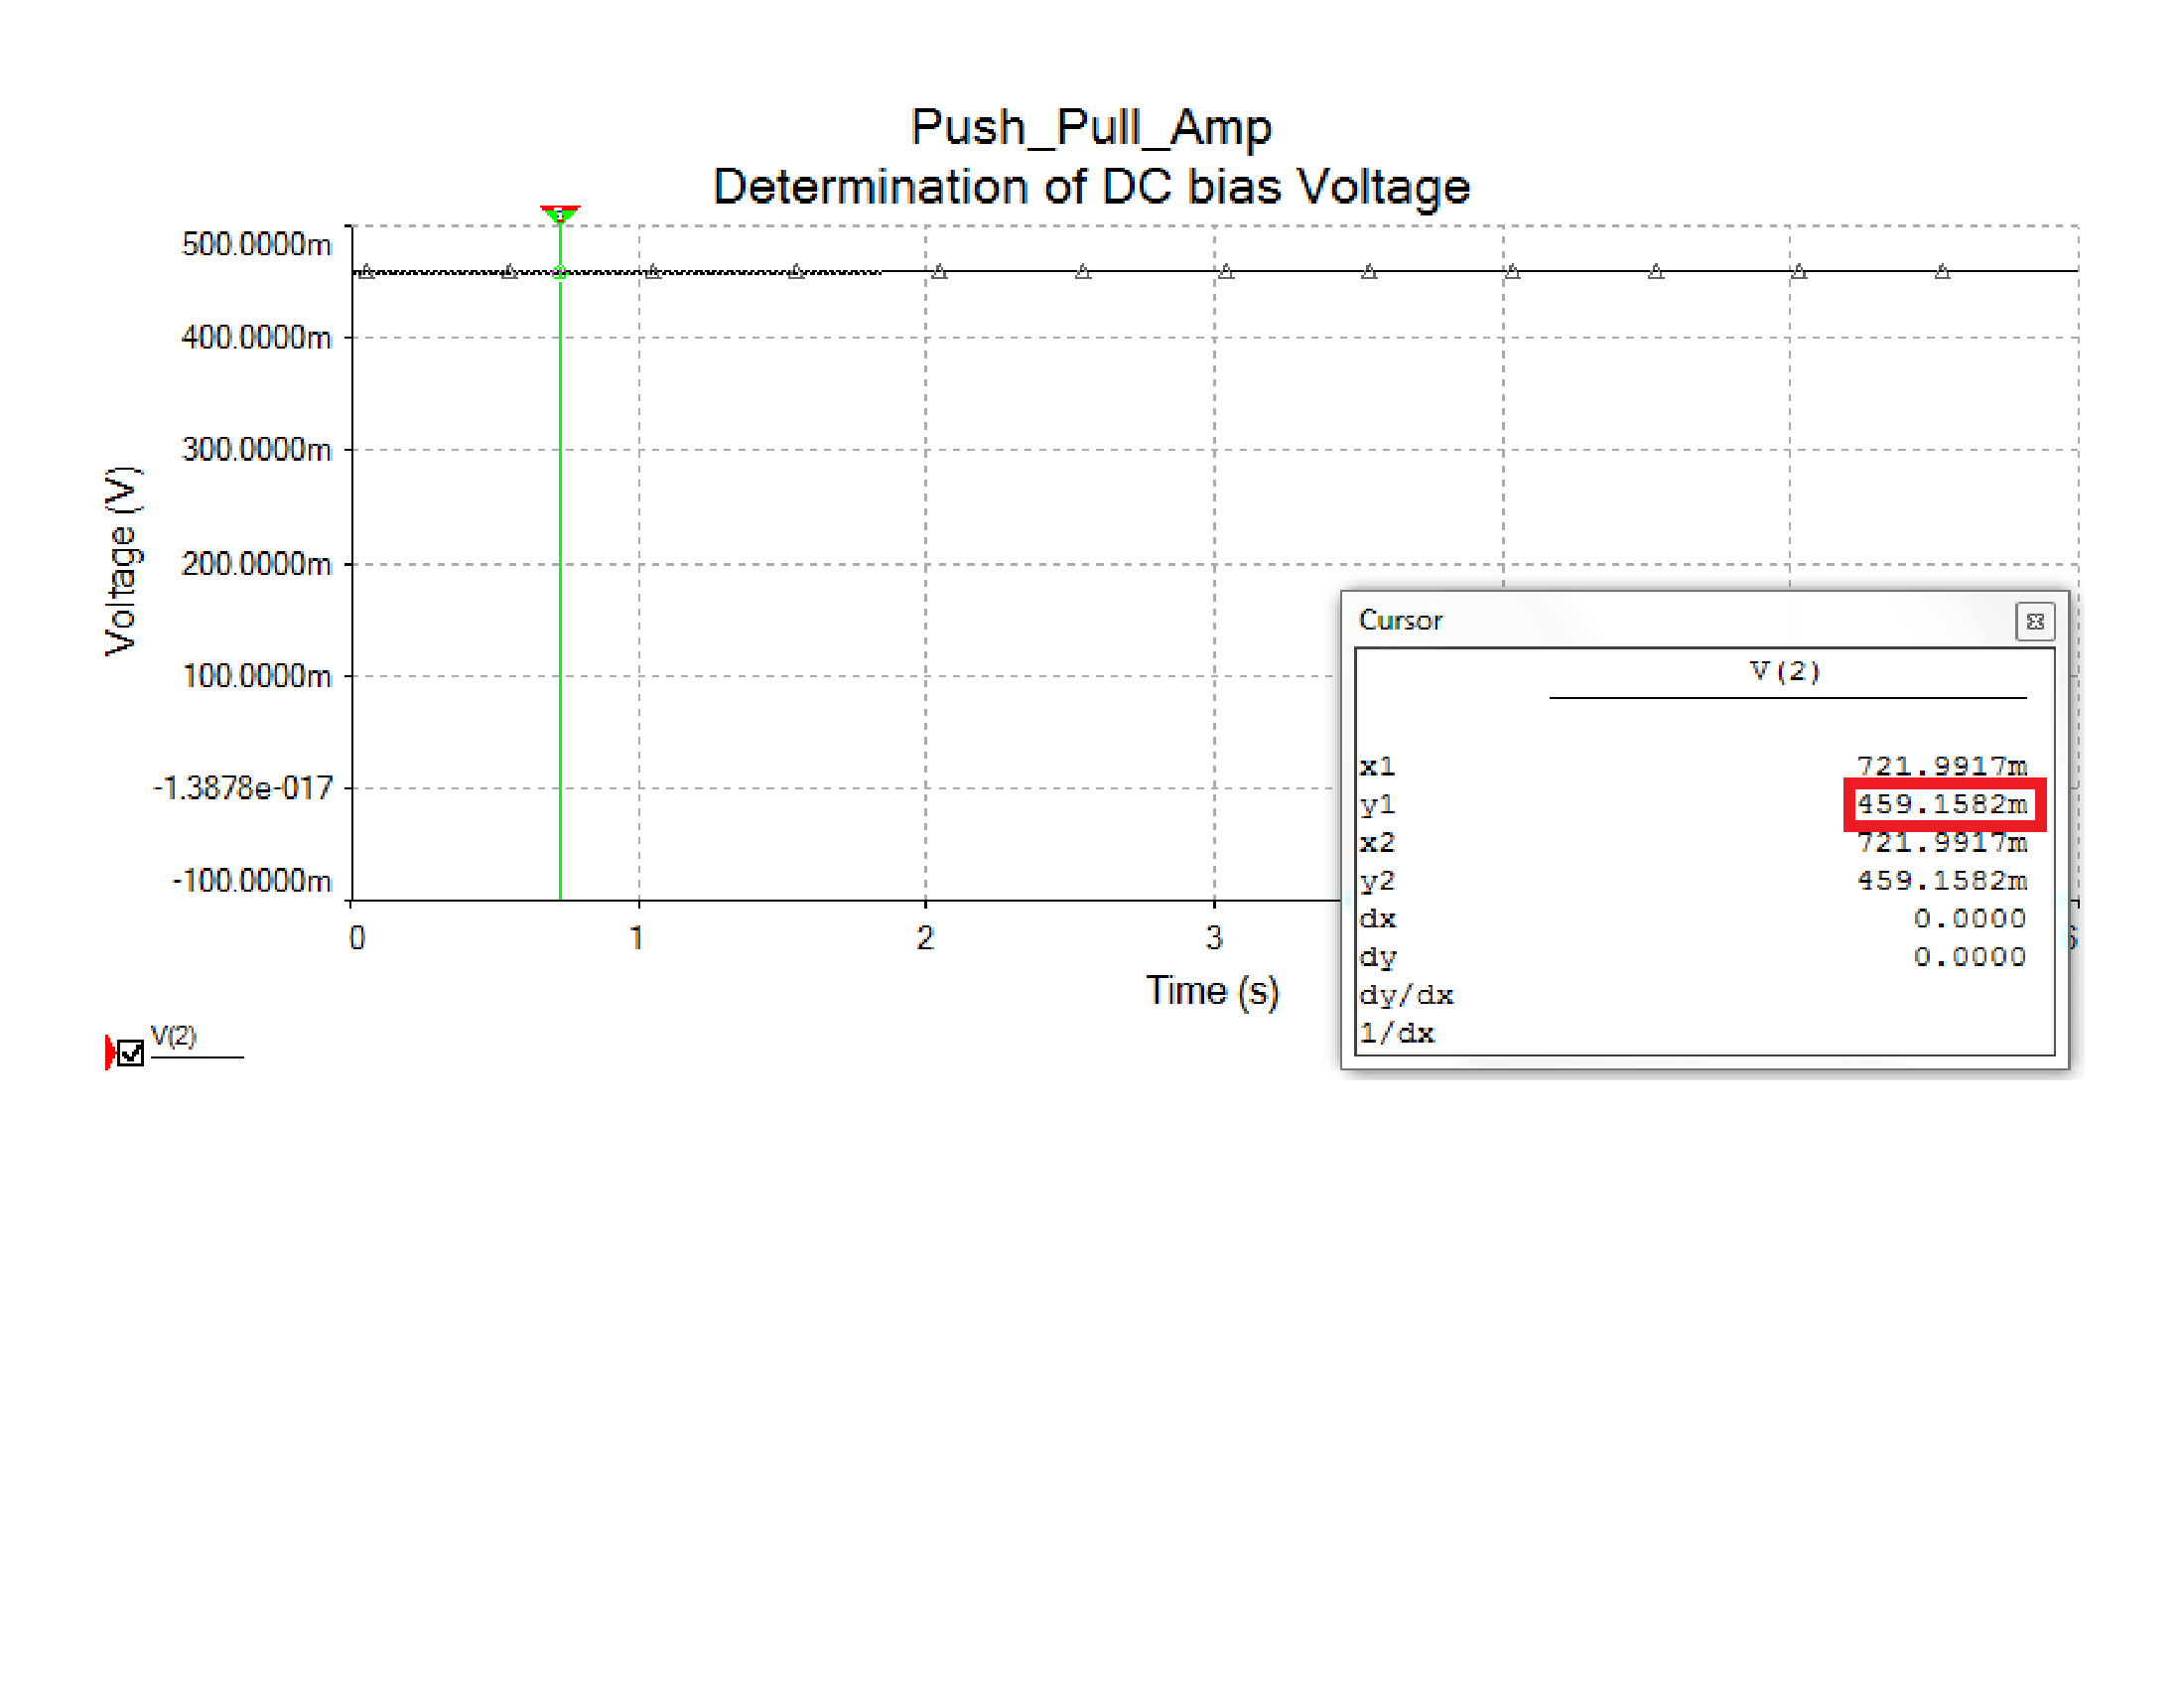 Push_Pull_Amp
Determination of DC bias Voltage
500.0000m
400.0000m
300.0000m
200.0000m
100.0000m
-1.3878e-017
-100.0000m
Voltage (V)
0 1 2 3
Time (s)
V(2)
Cursor
V(2)
x1 721.9917m
y1 459.1582m
x2 721.9917m
y2 459.1582m
dx 0.0000
dy 0.0000
dy/dx
1/dx